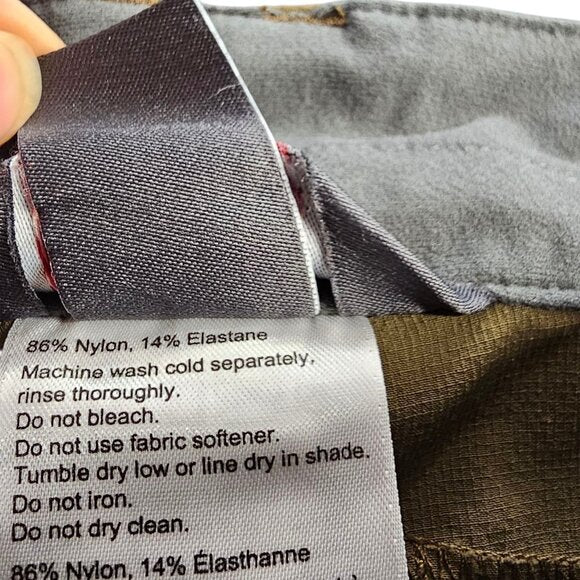 86% Nylon, 14% Elastane
Machine wash cold separately,
rinse thoroughly.
Do not bleach.
Do not use fabric softener.
Tumble dry low or line dry in shade.
Do not iron.
Do not dry clean.
86% Nylon, 14% Élasthanne